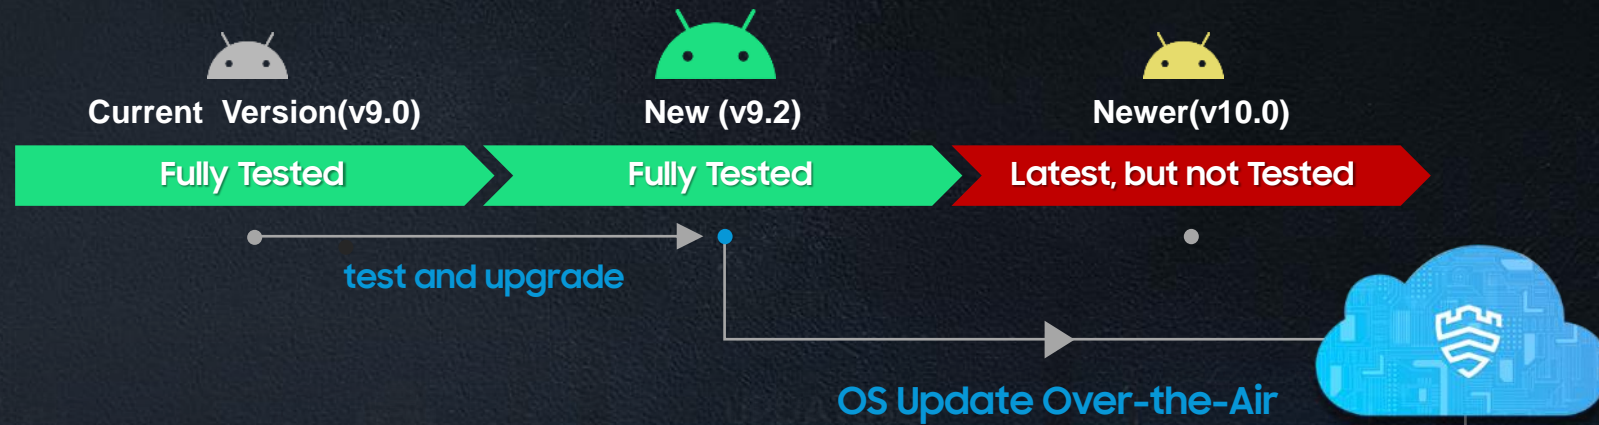 Current Version(v9.0)
New (v9.2)
Newer(v10.0)
Fully Tested
Fully Tested
Latest, but not Tested
test and upgrade
OS Update Over-the-Air